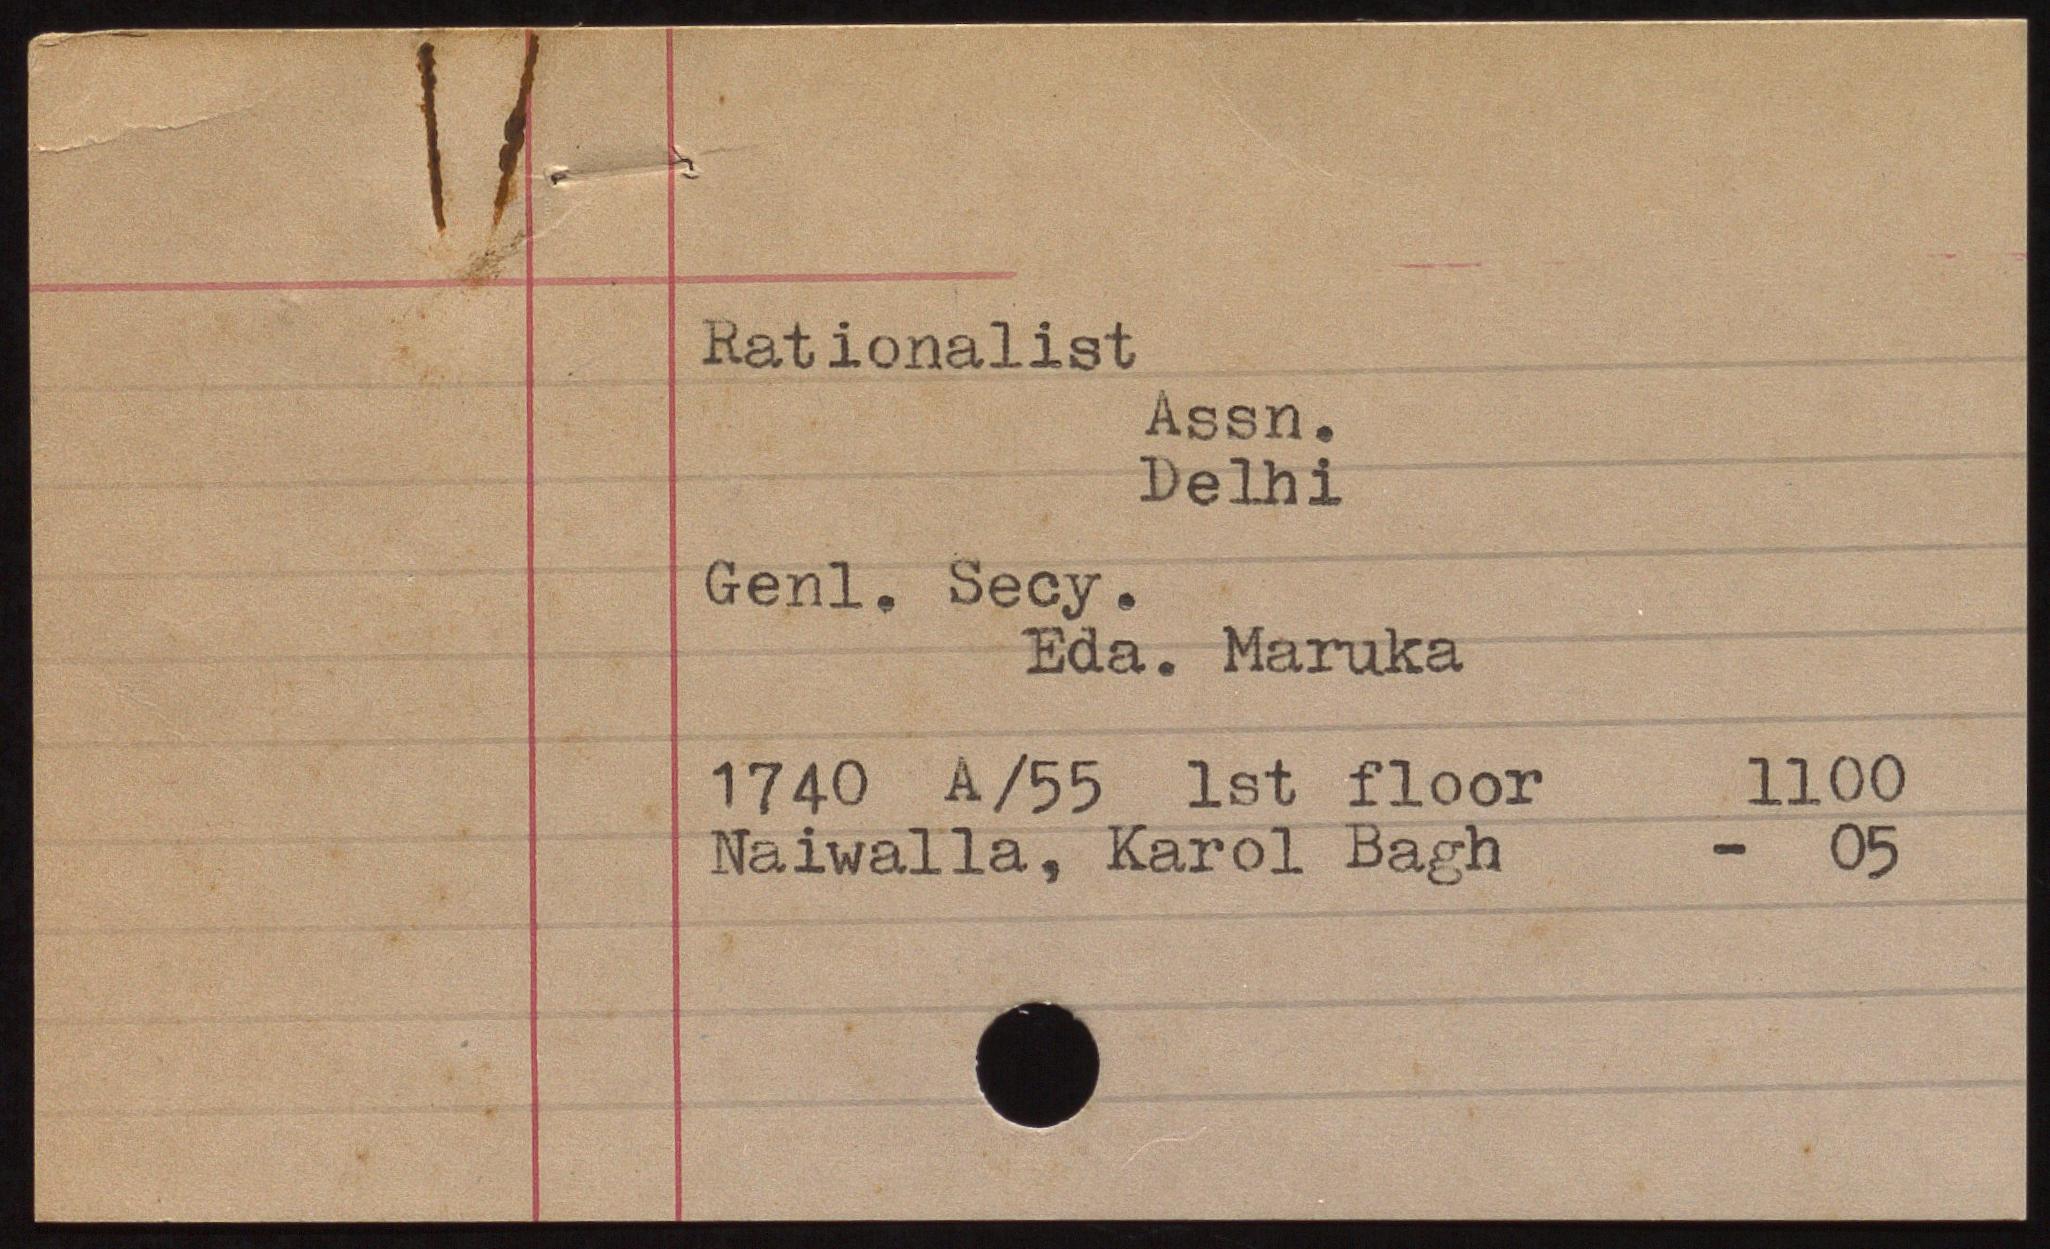 Rationalist
Assn.
Delhi
Genl. Secy.
Eda. Maruka
1740 A/55 1st floor 1100
Naiwalla, Karol Bagh - 05